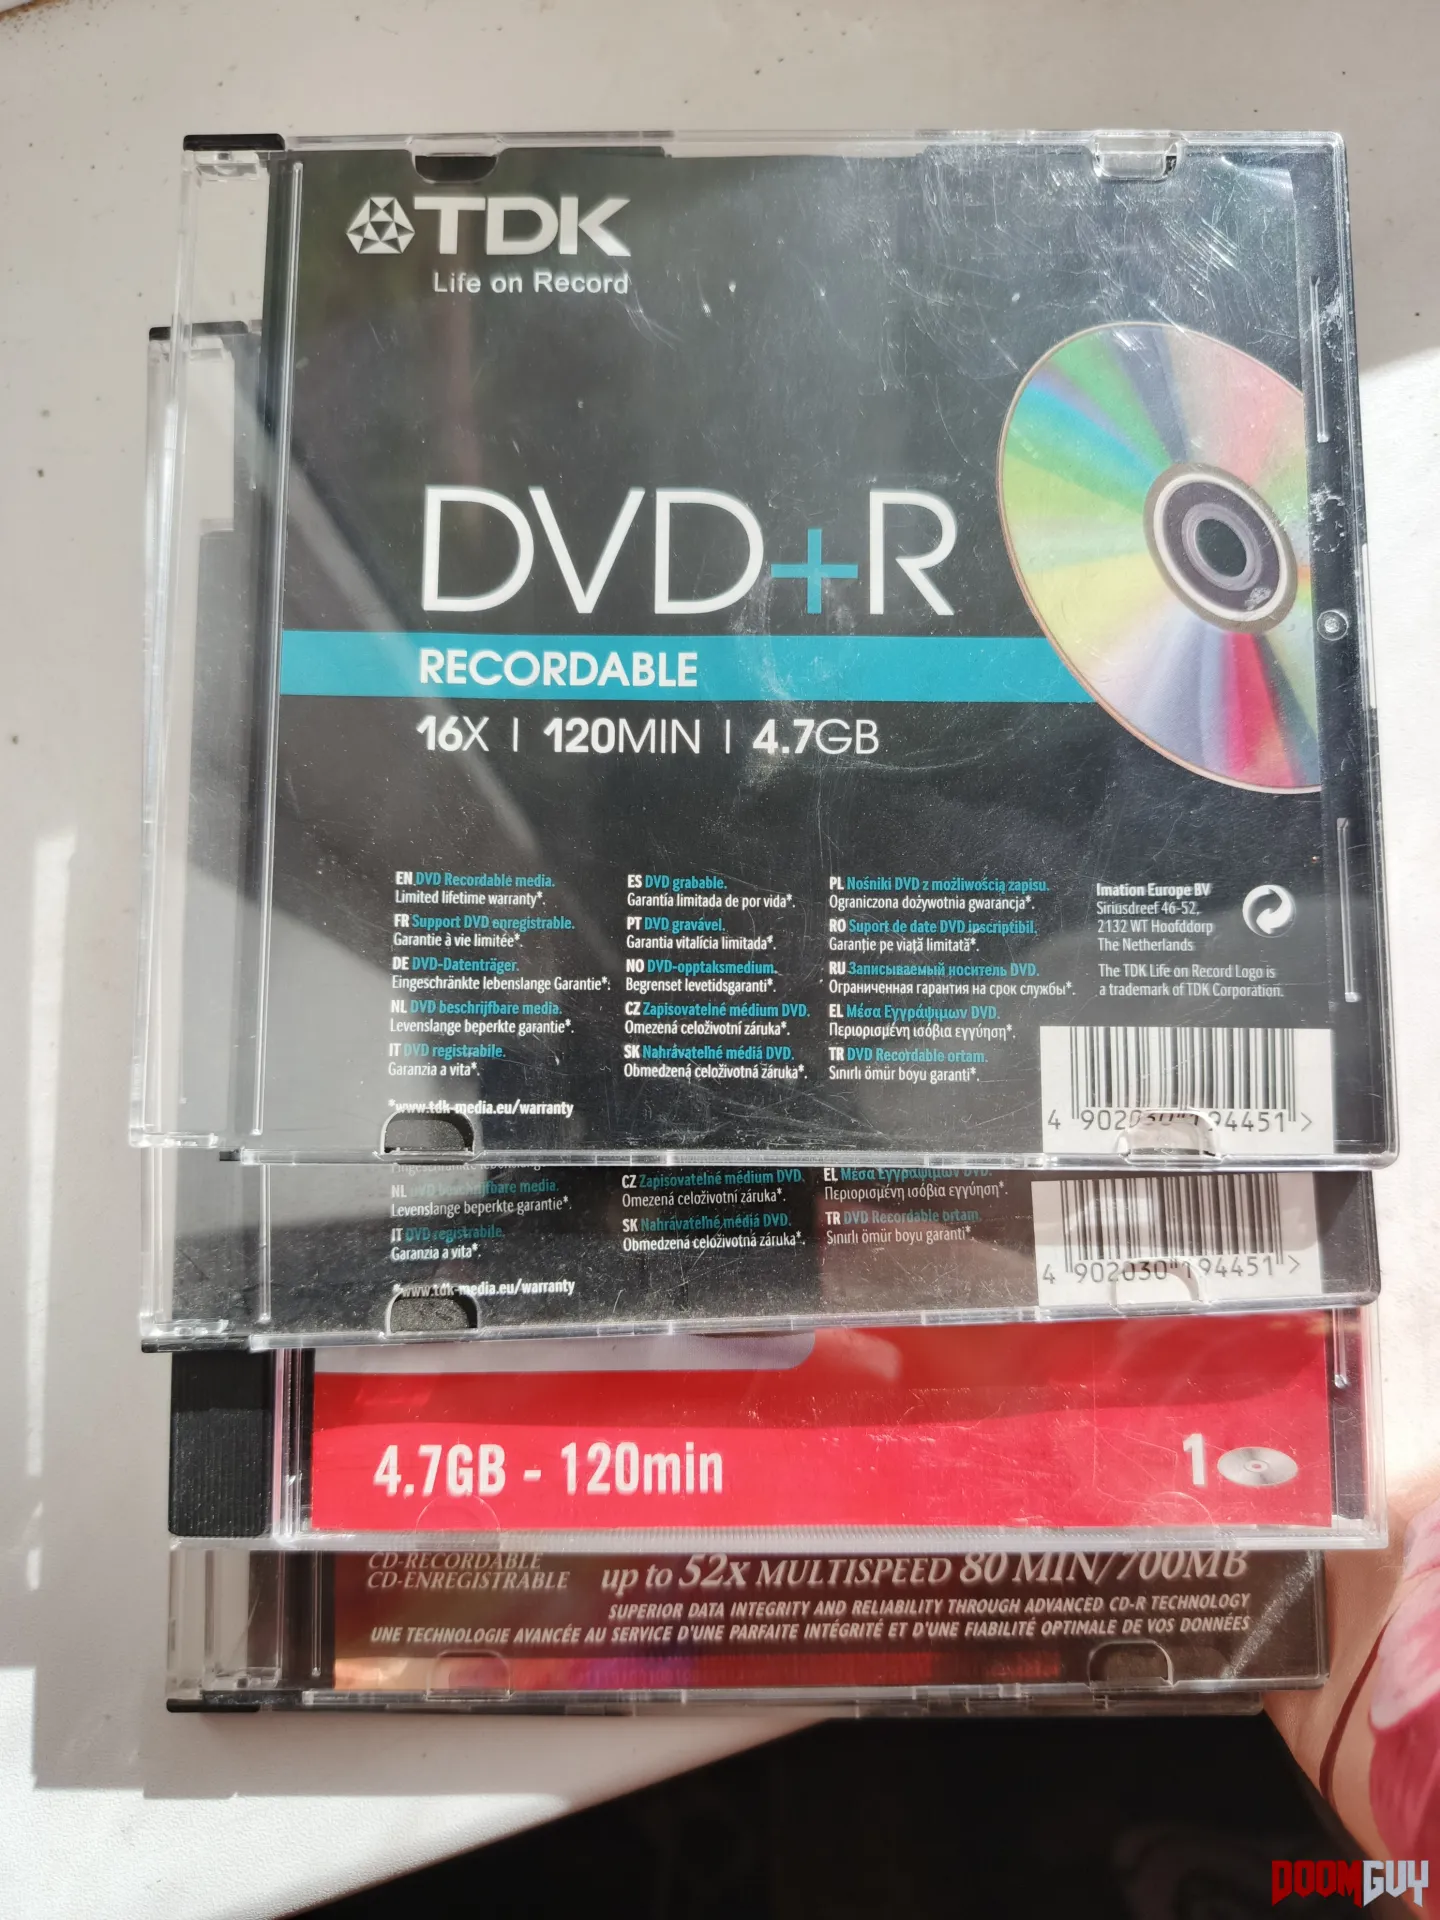 TDK
Life on Record
DVD+R
RECORDABLE
16X | 120MIN | 4.7GB
EN DVD Recordable media.
Limited lifetime warranty*.
FR Support DVD enregistrable.
Garantie à vie limitée*.
DE DVD-Datenträger.
Eingeschränkte lebenslange Garantie*.
NL DVD beschrijfbare media.
Levenslange beperkte garantie*.
IT DVD registrabile.
Garanzia a vita*.
*www.tdk-media.eu/warranty
ES DVD grabable.
Garantía limitada de por vida*.
PT DVD gravável.
Garantia vitalícia limitada*.
NO DVD-opptaksmedium.
Begrenset levetidsgaranti*.
CZ Zapisovatelné médium DVD.
Omezená celoživotní záruka*.
SK Nahrávateľné médiá DVD.
Obmedzená celoživotná záruka*.
PL Nośniki DVD z możliwością zapisu.
Ograniczona dożywotnia gwarancja*.
RO Suport de date DVD inscriptibil.
Garanție pe viață limitată*.
RU Записываемый носитель DVD.
Ограниченная гарантия на срок службы*.
EL Μέσα Εγγράψιμων DVD.
Περιορισμένη ισόβια εγγύηση*.
TR DVD Recordable ortam.
Sınırlı ömür boyu garanti*.
Imation Europe BV
Siriusdreef 46-52,
2132 WT Hoofddorp
The Netherlands
The TDK Life on Record Logo is
a trademark of TDK Corporation.
4 902030 194451 >
NL DVD beschrijfbare media.
Levenslange beperkte garantie*.
IT DVD registrabile.
Garanzia a vita*.
*www.tdk-media.eu/warranty
CZ Zapisovatelné médium DVD.
Omezená celoživotní záruka*.
SK Nahrávateľné médiá DVD.
Obmedzená celoživotná záruka*.
EL Μέσα Εγγράψιμων DVD.
Περιορισμένη ισόβια εγγύηση*.
TR DVD Recordable ortam.
Sınırlı ömür boyu garanti*.
4 902030 194451 >
4.7GB - 120min
1
CD-RECORDABLE
CD-ENREGISTRABLE
up to 52x MULTISPEED 80 MIN/700MB
SUPERIOR DATA INTEGRITY AND RELIABILITY THROUGH ADVANCED CD-R TECHNOLOGY
UNE TECHNOLOGIE AVANCÉE AU SERVICE D'UNE PARFAITE INTÉGRITÉ ET D'UNE FIABILITÉ OPTIMALE DE VOS DONNÉES
DOOMGUY